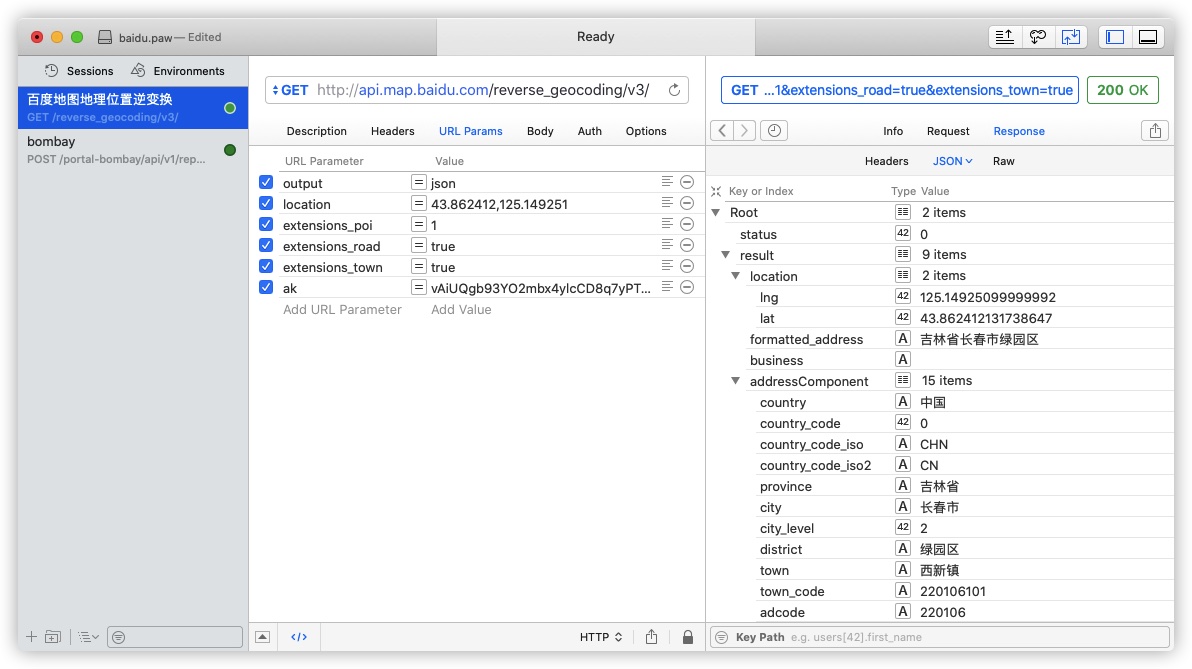 baidu.paw — Edited
Ready
Sessions
Environments
百度地图地理位置逆变换
GET /reverse_geocoding/v3/
bombay
POST /portal-bombay/api/v1/rep...
GET http://api.map.baidu.com/reverse_geocoding/v3/
Description Headers URL Params Body Auth Options
URL Parameter Value
output = json
location = 43.862412,125.149251
extensions_poi = 1
extensions_road = true
extensions_town = true
ak = vAiUQgb93YO2mbx4ylcCD8q7yPT...
Add URL Parameter Add Value
HTTP
GET ...1&extensions_road=true&extensions_town=true
200 OK
Info Request Response
Headers JSON Raw
Key or Index Type Value
Root 2 items
status 42 0
result 9 items
location 2 items
lng 42 125.14925099999992
lat 42 43.862412131738647
formatted_address A 吉林省长春市绿园区
business A
addressComponent 15 items
country A 中国
country_code 42 0
country_code_iso A CHN
country_code_iso2 A CN
province A 吉林省
city A 长春市
city_level 42 2
district A 绿园区
town A 西新镇
town_code A 220106101
adcode A 220106
Key Path e.g. users[42].first_name